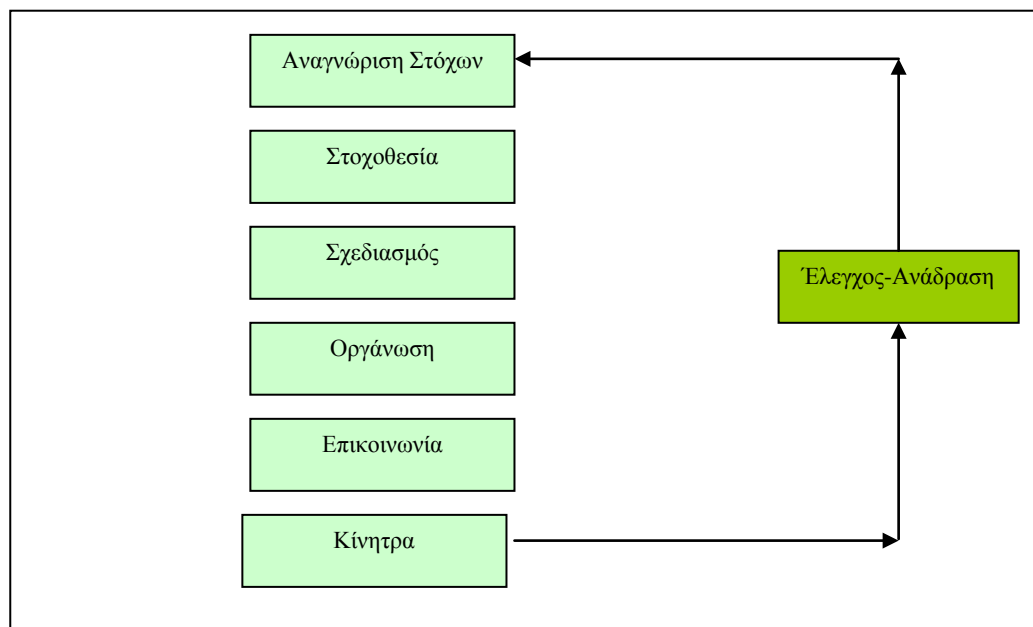 Αναγνώριση Στόχων
Στοχοθεσία
Σχεδιασμός
Έλεγχος-Ανάδραση
Οργάνωση
Επικοινωνία
Κίνητρα